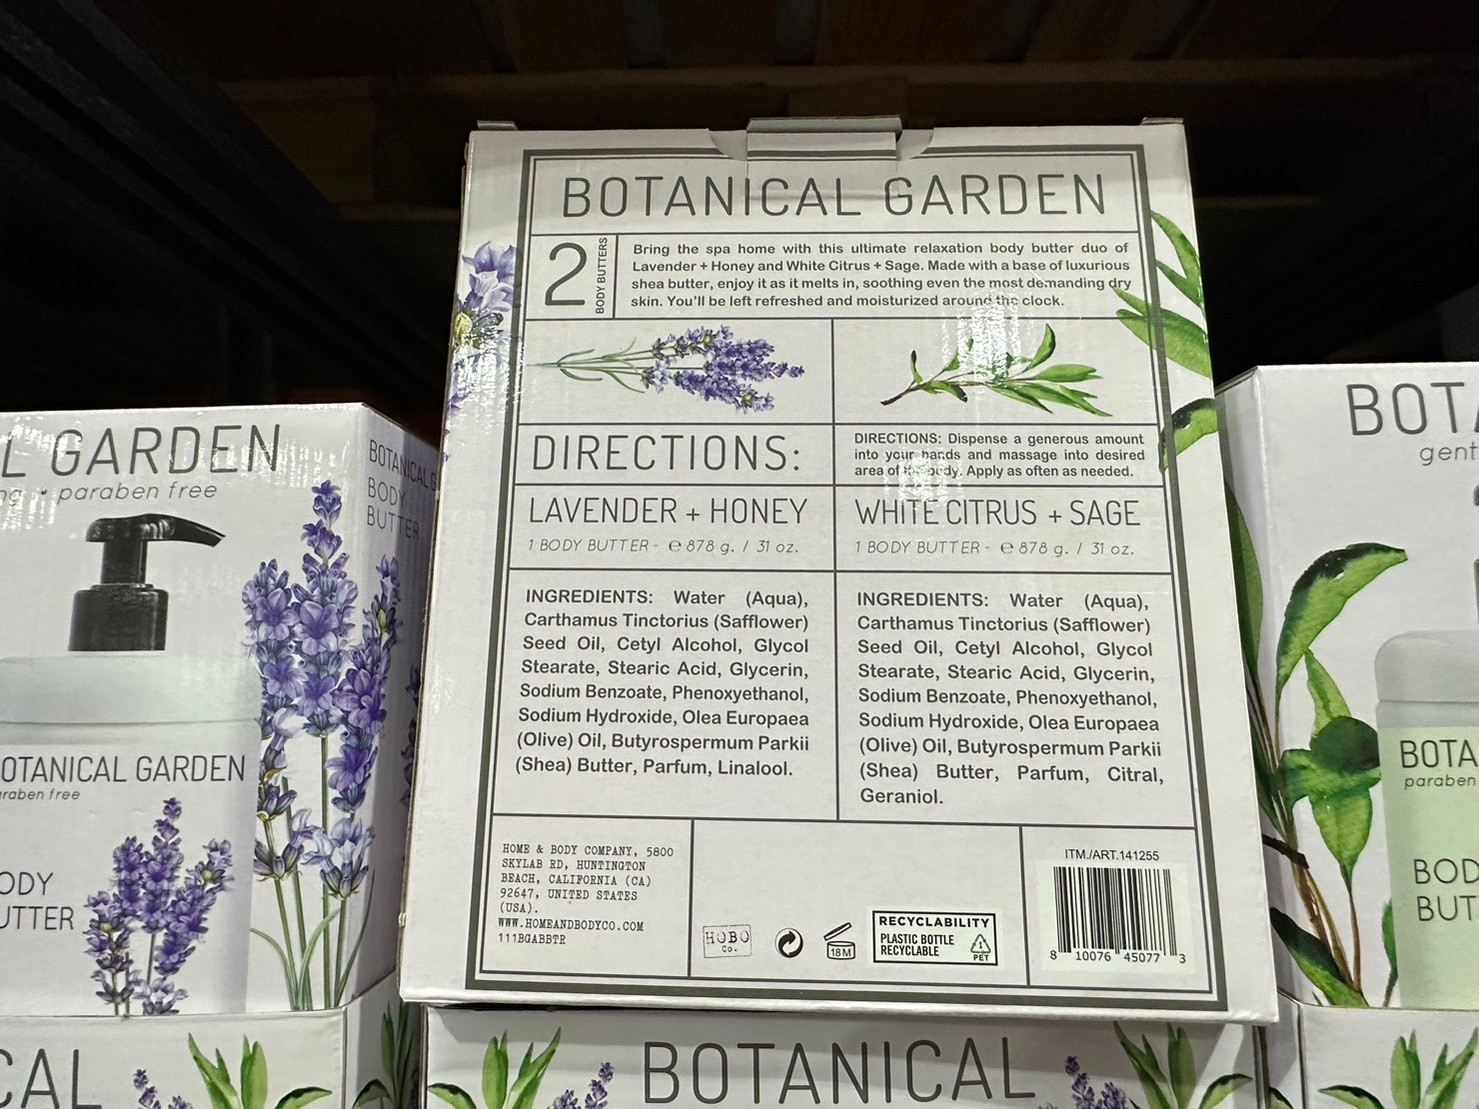 BOTANICAL GARDEN
2
BODY BUTTERS
Bring the spa home with this ultimate relaxation body butter duo of
Lavender + Honey and White Citrus + Sage. Made with a base of luxurious
shea butter, enjoy it as it melts in, soothing even the most demanding dry
skin. You'll be left refreshed and moisturized around the clock.
DIRECTIONS:
DIRECTIONS: Dispense a generous amount
into your hands and massage into desired
area of the body. Apply as often as needed.
LAVENDER + HONEY
1 BODY BUTTER - ℮ 878 g. / 31 oz.
WHITE CITRUS + SAGE
1 BODY BUTTER - ℮ 878 g. / 31 oz.
INGREDIENTS: Water (Aqua),
Carthamus Tinctorius (Safflower)
Seed Oil, Cetyl Alcohol, Glycol
Stearate, Stearic Acid, Glycerin,
Sodium Benzoate, Phenoxyethanol,
Sodium Hydroxide, Olea Europaea
(Olive) Oil, Butyrospermum Parkii
(Shea) Butter, Parfum, Linalool.
INGREDIENTS: Water (Aqua),
Carthamus Tinctorius (Safflower)
Seed Oil, Cetyl Alcohol, Glycol
Stearate, Stearic Acid, Glycerin,
Sodium Benzoate, Phenoxyethanol,
Sodium Hydroxide, Olea Europaea
(Olive) Oil, Butyrospermum Parkii
(Shea) Butter, Parfum, Citral,
Geraniol.
HOME & BODY COMPANY, 5800
SKYLAB RD, HUNTINGTON
BEACH, CALIFORNIA (CA)
92647, UNITED STATES
(USA).
WWW.HOMEANDBODYCO.COM
111BGABBTR
HOBO
Co.
18M
RECYCLABILITY
PLASTIC BOTTLE
RECYCLABLE
PET
ITM./ART.141255
8 10076 45077 3
L GARDEN
ng • paraben free
BOTANICAL G
BODY
BUTTER
OTANICAL GARDEN
raben free
ODY
UTTER
CAL
BOTANICAL
BOT
gent
BOTA
paraben
BOD
BUT